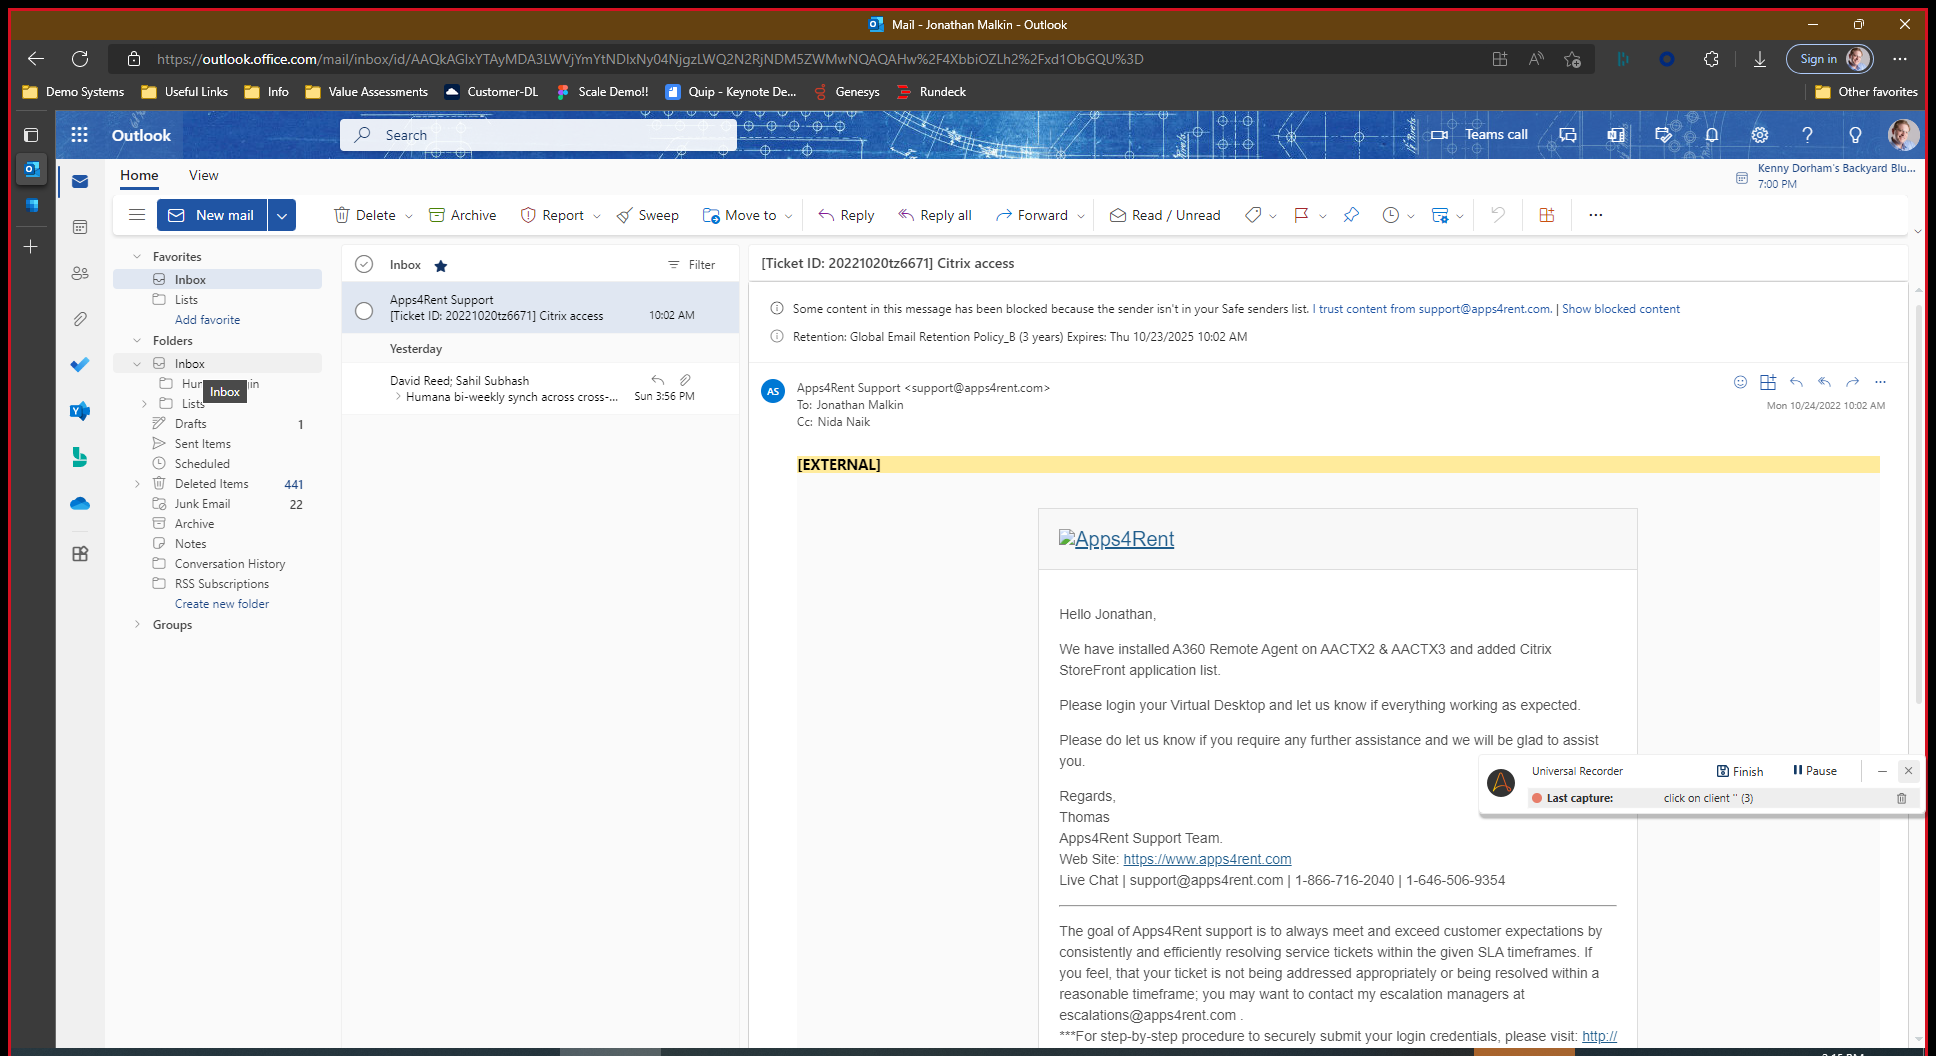 Mail - Jonathan Malkin - Outlook
https://outlook.office.com/mail/inbox/id/AAQkAGIxYTAyMDA3LWVjYmYtNDIxNy04NjgzLWQ2N2RjNDM5ZWMwNQAQAHw%2F4XbbiOZLh2%2Fxd1ObGQU%3D
Sign in
Demo Systems
Useful Links
Info
Value Assessments
Customer-DL
Scale Demo!!
Quip - Keynote De...
Genesys
Rundeck
Other favorites
Outlook
Search
Teams call
Home
View
Kenny Dorham's Backyard Blu...
7:00 PM
New mail
Delete
Archive
Report
Sweep
Move to
Reply
Reply all
Forward
Read / Unread
Favorites
Inbox
Lists
Add favorite
Folders
Inbox
Inbox
Lists
Drafts 1
Sent Items
Scheduled
Deleted Items 441
Junk Email 22
Archive
Notes
Conversation History
RSS Subscriptions
Create new folder
Groups
Inbox
Filter
Apps4Rent Support
[Ticket ID: 20221020tz6671] Citrix access 10:02 AM
Yesterday
David Reed; Sahil Subhash
Humana bi-weekly synch across cross-... Sun 3:56 PM
[Ticket ID: 20221020tz6671] Citrix access
Some content in this message has been blocked because the sender isn't in your Safe senders list. I trust content from support@apps4rent.com. | Show blocked content
Retention: Global Email Retention Policy_B (3 years) Expires: Thu 10/23/2025 10:02 AM
AS
Apps4Rent Support <support@apps4rent.com>
To: Jonathan Malkin
Cc: Nida Naik
Mon 10/24/2022 10:02 AM
[EXTERNAL]
Apps4Rent
Hello Jonathan,
We have installed A360 Remote Agent on AACTX2 & AACTX3 and added Citrix
StoreFront application list.
Please login your Virtual Desktop and let us know if everything working as expected.
Please do let us know if you require any further assistance and we will be glad to assist
you.
Regards,
Thomas
Apps4Rent Support Team.
Web Site: https://www.apps4rent.com
Live Chat | support@apps4rent.com | 1-866-716-2040 | 1-646-506-9354
The goal of Apps4Rent support is to always meet and exceed customer expectations by
consistently and efficiently resolving service tickets within the given SLA timeframes. If
you feel, that your ticket is not being addressed appropriately or being resolved within a
reasonable timeframe; you may want to contact my escalation managers at
escalations@apps4rent.com .
***For step-by-step procedure to securely submit your login credentials, please visit: http://
Universal Recorder
Finish
Pause
Last capture:
click on client '' (3)